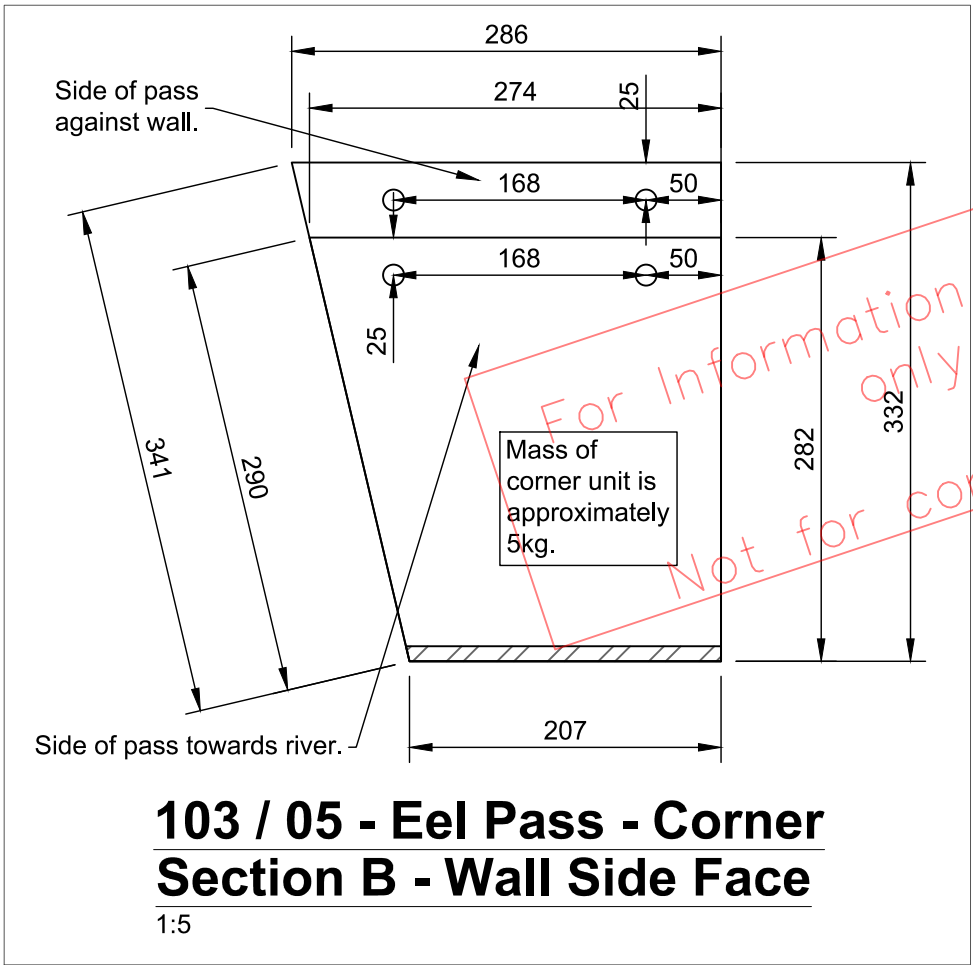 286
274
25
Side of pass
against wall.
168
50
168
50
25
341
290
282
332
For Information
only
Mass of
corner unit is
approximately
5kg.
Not for con
207
Side of pass towards river.
103 / 05 - Eel Pass - Corner
Section B - Wall Side Face
1:5